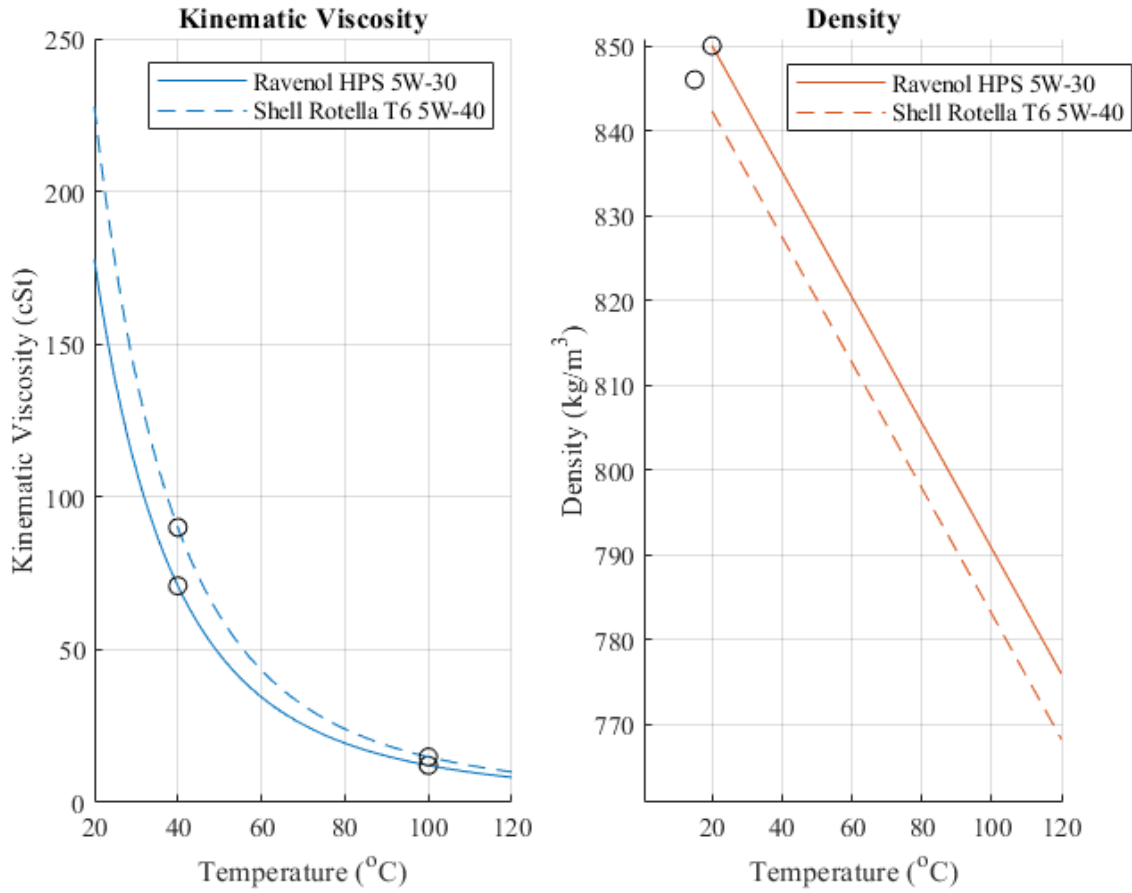 Kinematic Viscosity
250
200
150
100
50
0
Kinematic Viscosity (cSt)
Ravenol HPS 5W-30
Shell Rotella T6 5W-40
20 40 60 80 100 120
Temperature (°C)
Density
850
840
830
820
810
800
790
780
770
Density (kg/m³)
Ravenol HPS 5W-30
Shell Rotella T6 5W-40
20 40 60 80 100 120
Temperature (°C)